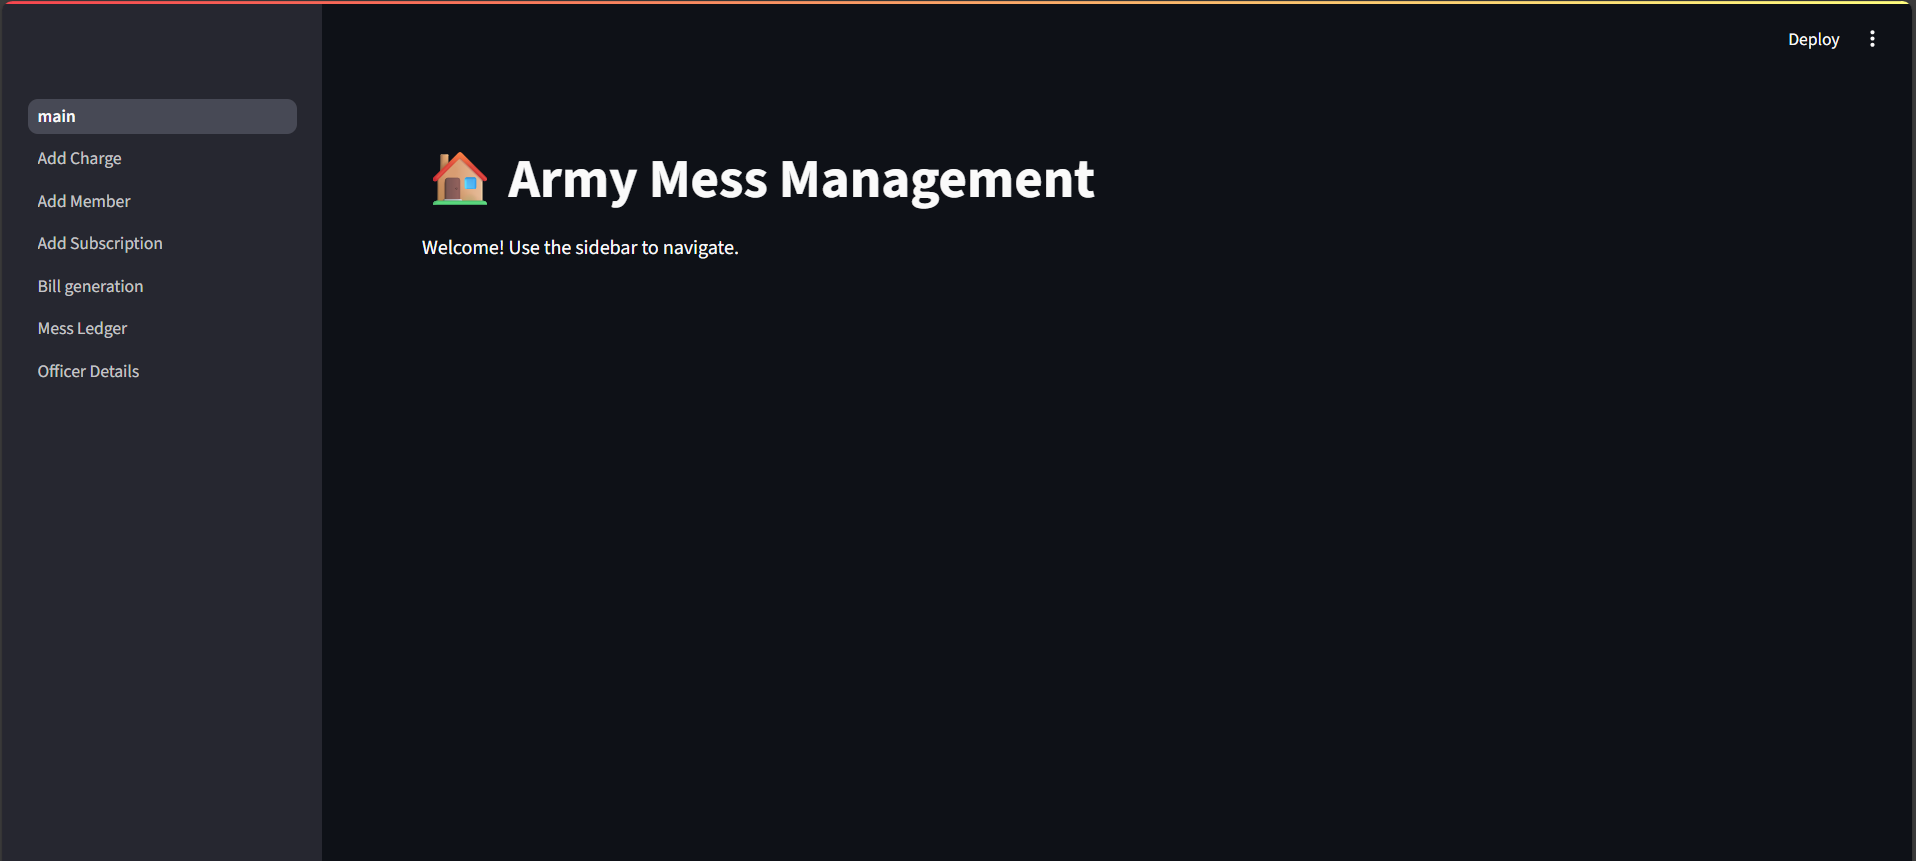 Deploy
main
Add Charge
Add Member
Add Subscription
Bill generation
Mess Ledger
Officer Details
Army Mess Management
Welcome! Use the sidebar to navigate.